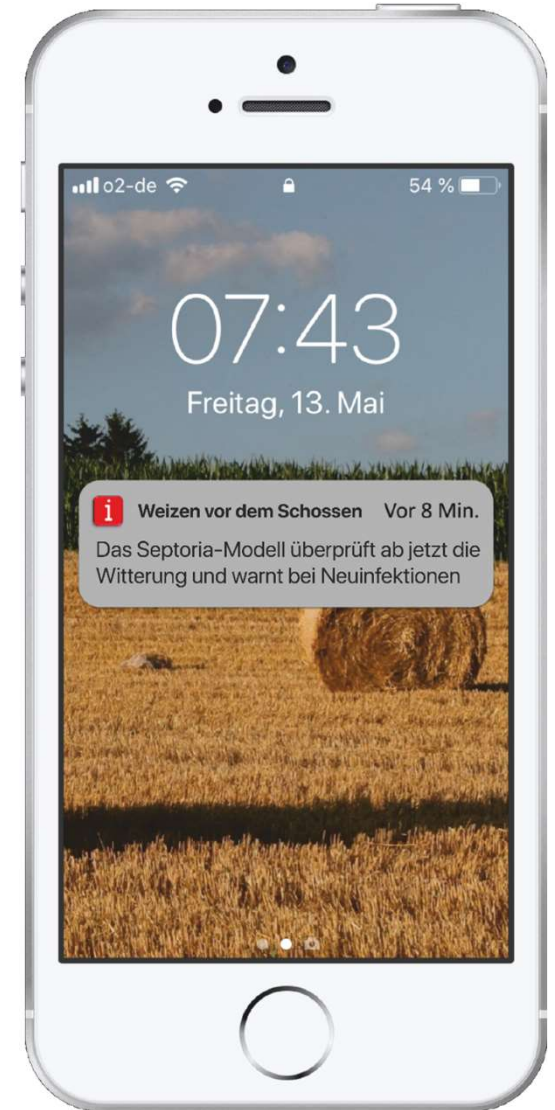 o2-de 54 %
07:43
Freitag, 13. Mai
i Weizen vor dem Schossen Vor 8 Min.
Das Septoria-Modell überprüft ab jetzt die
Witterung und warnt bei Neuinfektionen